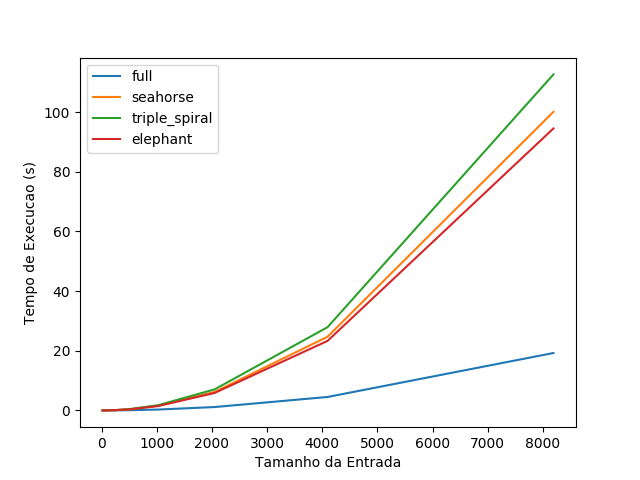 full
seahorse
triple_spiral
elephant
Tempo de Execucao (s)
100
80
60
40
20
0
0 1000 2000 3000 4000 5000 6000 7000 8000
Tamanho da Entrada